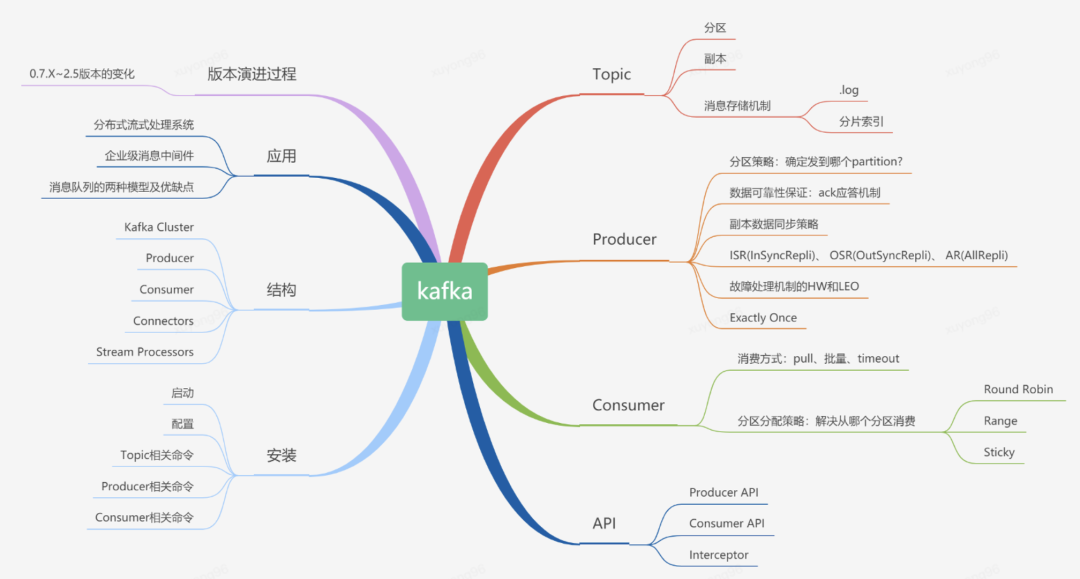 kafka
版本演进过程
0.7.X~2.5版本的变化
应用
分布式流式处理系统
企业级消息中间件
消息队列的两种模型及优缺点
结构
Kafka Cluster
Producer
Consumer
Connectors
Stream Processors
安装
启动
配置
Topic相关命令
Producer相关命令
Consumer相关命令
Topic
分区
副本
消息存储机制
.log
分片索引
Producer
分区策略：确定发到哪个partition?
数据可靠性保证：ack应答机制
副本数据同步策略
ISR(InSyncRepli)、 OSR(OutSyncRepli)、 AR(AllRepli)
故障处理机制的HW和LEO
Exactly Once
Consumer
消费方式：pull、批量、timeout
分区分配策略：解决从哪个分区消费
Round Robin
Range
Sticky
API
Producer API
Consumer API
Interceptor